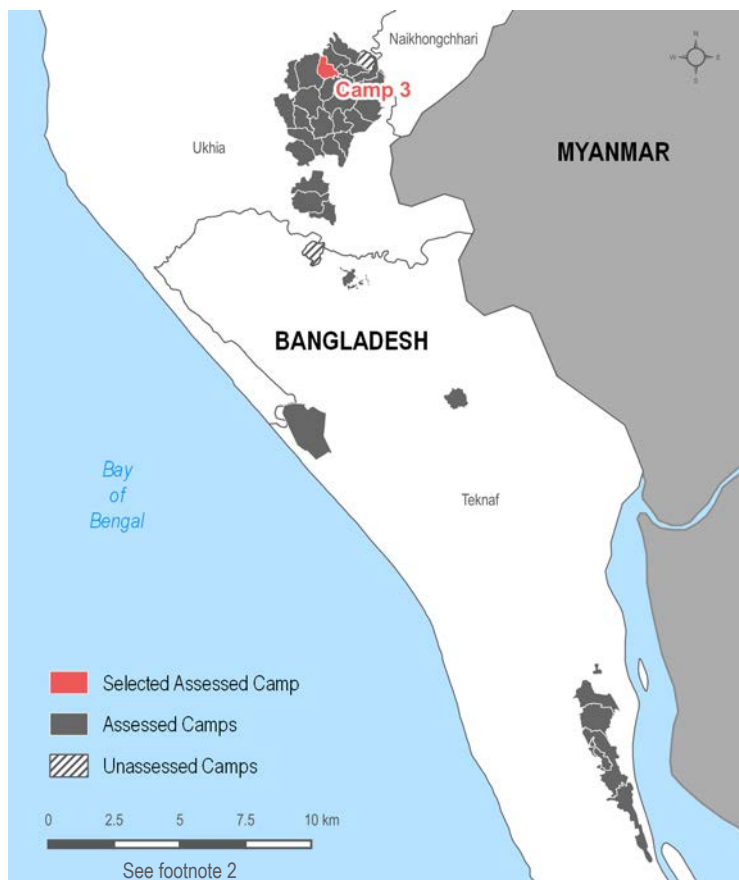 Naikhongchhari
N
W
E
S
Camp 3
Ukhia
MYANMAR
BANGLADESH
Bay
of
Bengal
Teknaf
Selected Assessed Camp
Assessed Camps
Unassessed Camps
0 2.5 5 7.5 10 km
See footnote 2